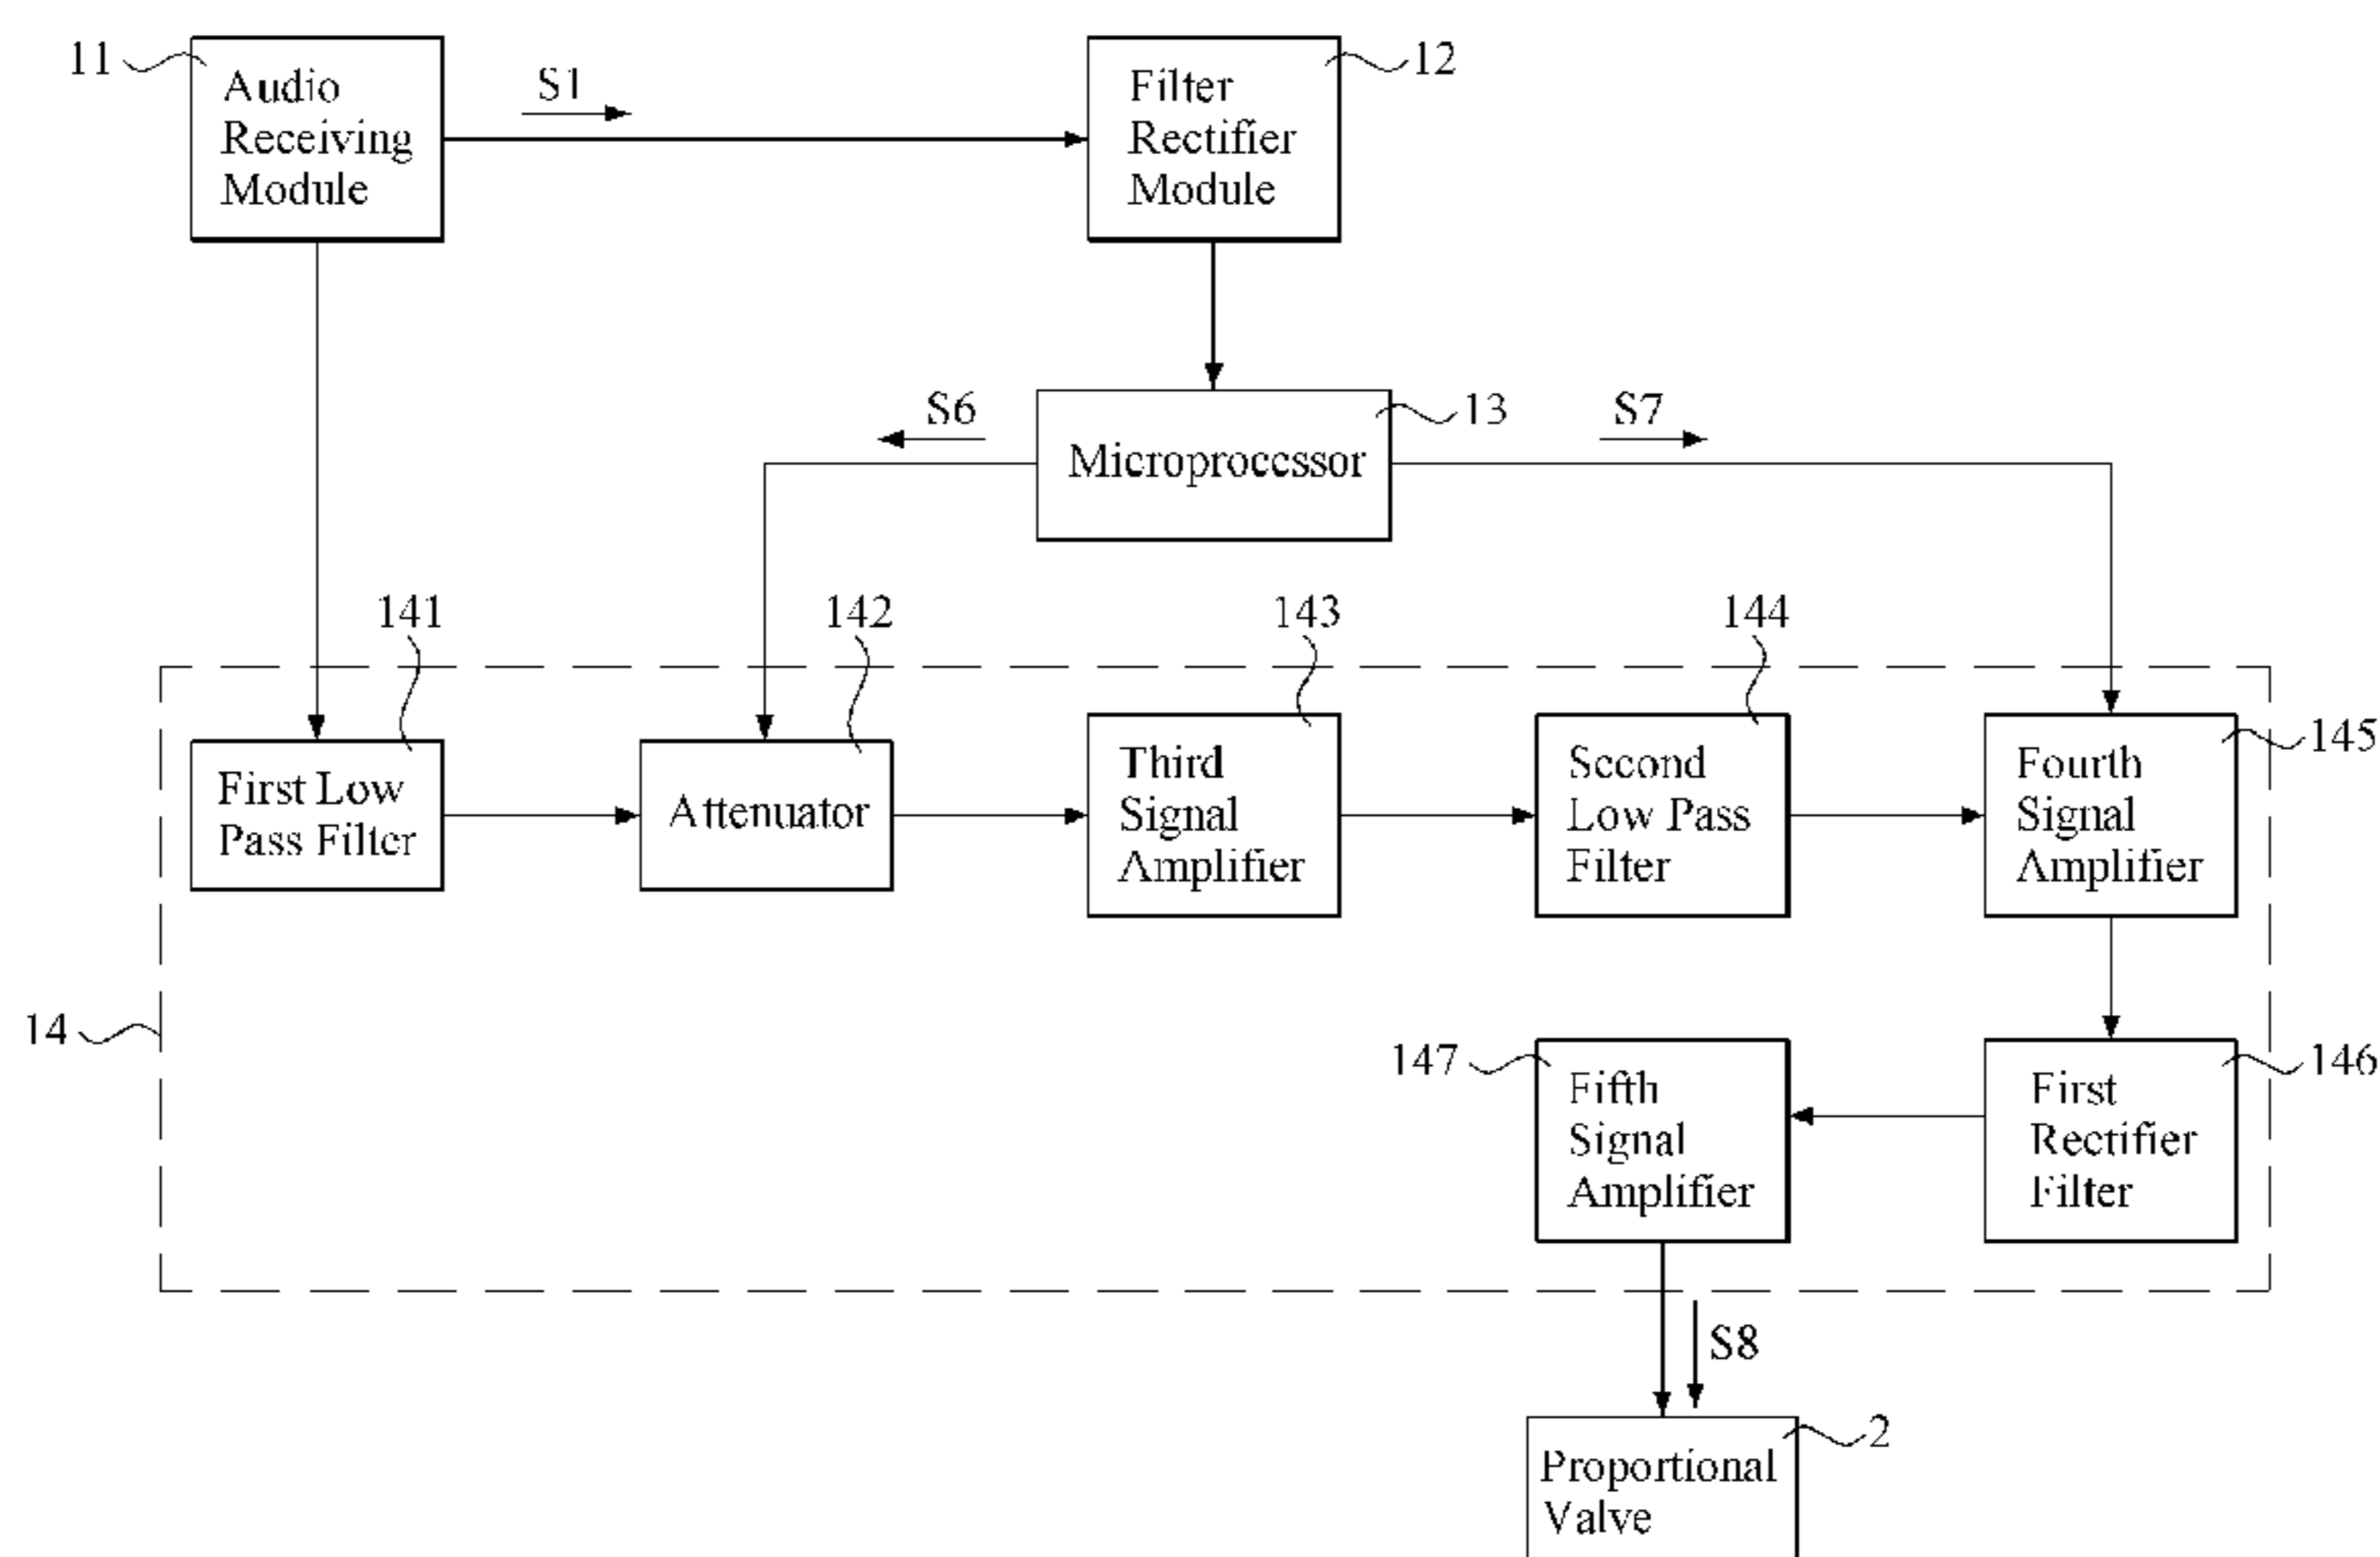 11
Audio
Receiving
Module
S1
Filter
Rectifier
Module
12
S6
Microprocessor
13
S7
141
142
143
144
First Low
Pass Filter
Attenuator
Third
Signal
Amplifier
Second
Low Pass
Filter
Fourth
Signal
Amplifier
145
14
147
Fifth
Signal
Amplifier
First
Rectifier
Filter
146
S8
Proportional
Valve
2